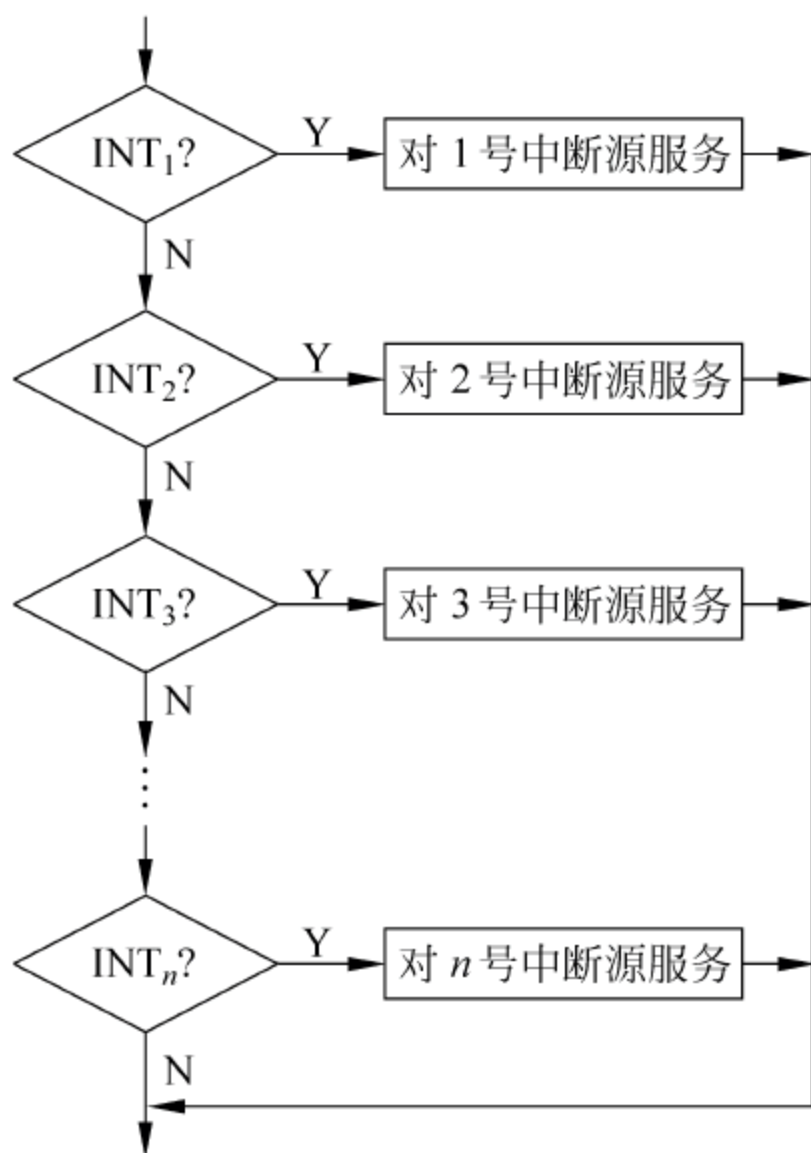 INT₁?
Y
对 1 号中断源服务
N
INT₂?
Y
对 2 号中断源服务
N
INT₃?
Y
对 3 号中断源服务
N
⋮
INTₙ?
Y
对 n 号中断源服务
N